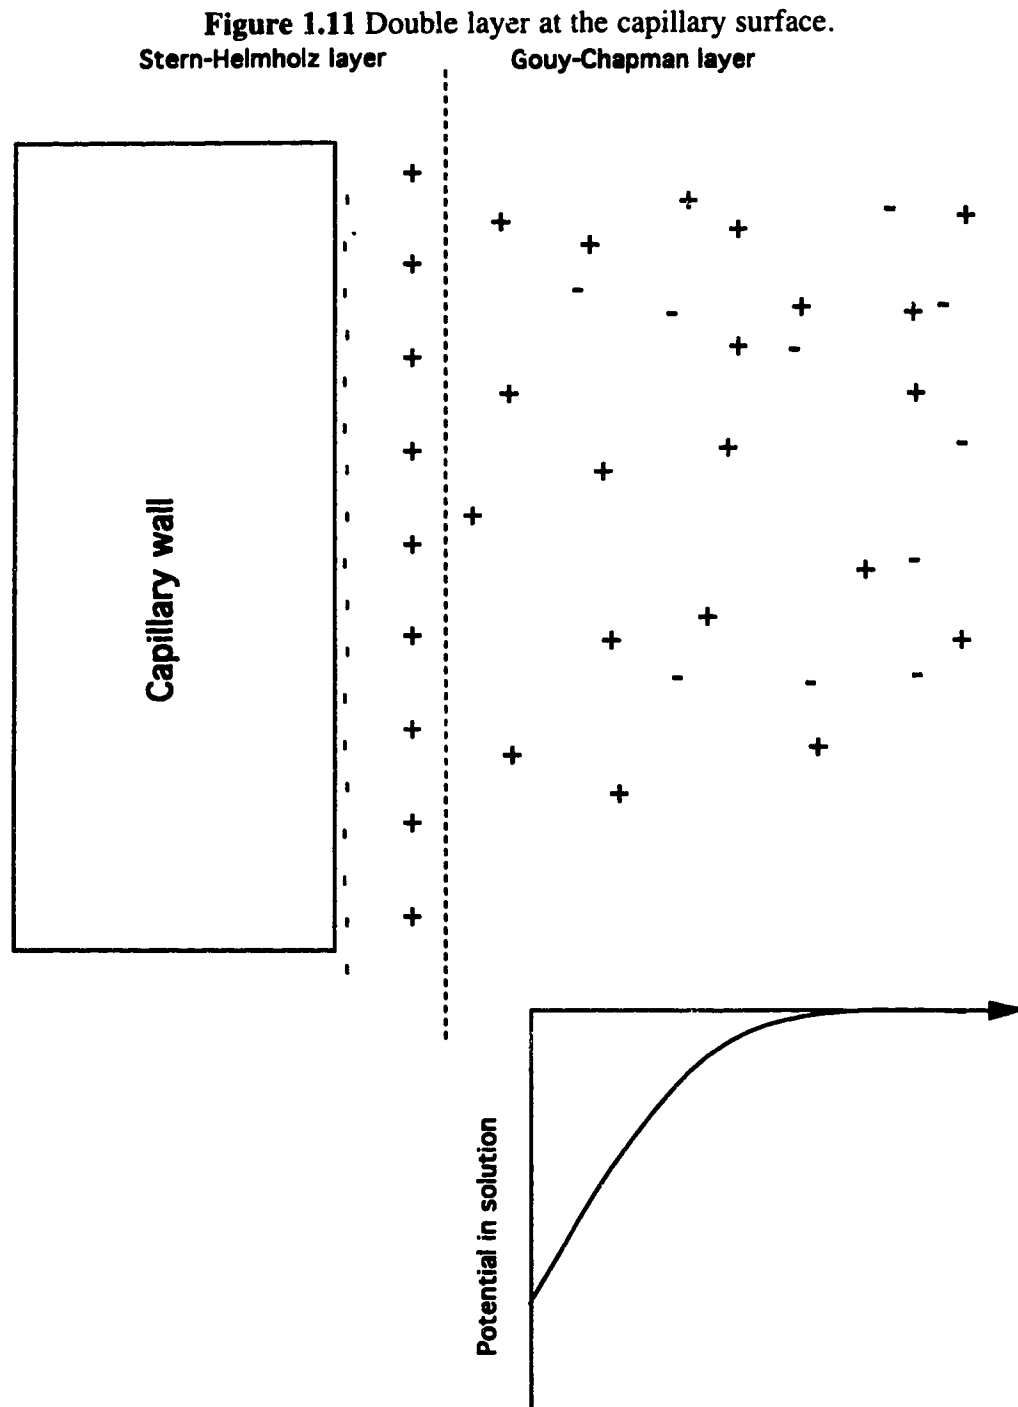 Figure 1.11 Double layer at the capillary surface.
Stern-Helmholz layer
Gouy-Chapman layer
Capillary wall
Potential in solution